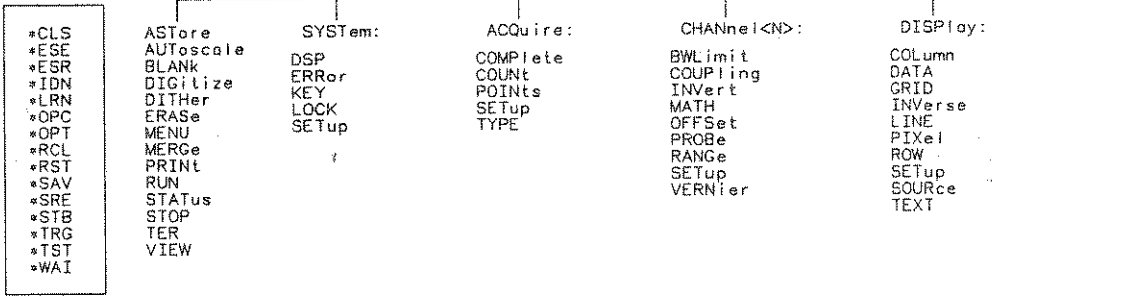 *CLS
*ESE
*ESR
*IDN
*LRN
*OPC
*OPT
*RCL
*RST
*SAV
*SRE
*STB
*TRG
*TST
*WAI
AStore
AUToscale
BLANk
DIGitize
DITHer
ERASe
MENU
MERGe
PRINt
RUN
STATus
STOP
TER
VIEW
SYSTem:
DSP
ERRor
KEY
LOCK
SETup
ACQuire:
COMPlete
COUNt
POINts
SETup
TYPE
CHANnel<N>:
BWLimit
COUPling
INVert
MATH
OFFSet
PROBe
RANGe
SETup
VERNier
DISPlay:
COLumn
DATA
GRID
INVerse
LINE
PIXel
ROW
SETup
SOURce
TEXT